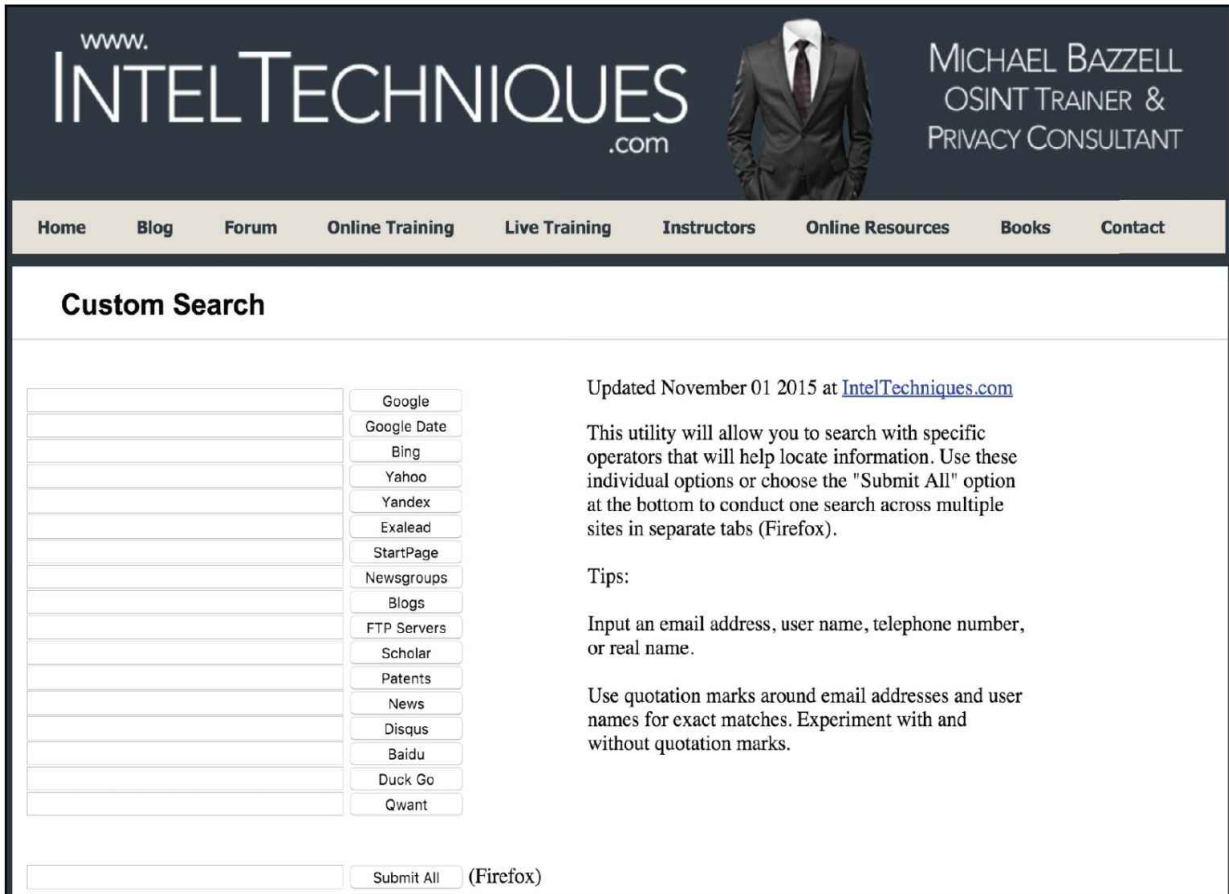 www.
INTELTECHNIQUES
.com
MICHAEL BAZZELL
OSINT TRAINER &
PRIVACY CONSULTANT
Home Blog Forum Online Training Live Training Instructors Online Resources Books Contact
Custom Search
Google
Google Date
Bing
Yahoo
Yandex
Exalead
StartPage
Newsgroups
Blogs
FTP Servers
Scholar
Patents
News
Disqus
Baidu
Duck Go
Qwant
Submit All (Firefox)
Updated November 01 2015 at IntelTechniques.com
This utility will allow you to search with specific
operators that will help locate information. Use these
individual options or choose the "Submit All" option
at the bottom to conduct one search across multiple
sites in separate tabs (Firefox).
Tips:
Input an email address, user name, telephone number,
or real name.
Use quotation marks around email addresses and user
names for exact matches. Experiment with and
without quotation marks.